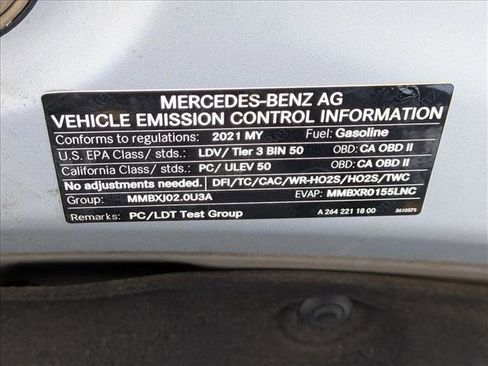 MERCEDES-BENZ AG
VEHICLE EMISSION CONTROL INFORMATION
Conforms to regulations: 2021 MY Fuel: Gasoline
U.S. EPA Class/ stds.: LDV/ Tier 3 BIN 50 OBD: CA OBD II
California Class/ stds.: PC/ ULEV 50 OBD: CA OBD II
No adjustments needed. DFI/TC/CAC/WR-HO2S/HO2S/TWC
Group: MMBXJ02.0U3A EVAP: MMBXR0155LNC
Remarks: PC/LDT Test Group A 264 221 18 00